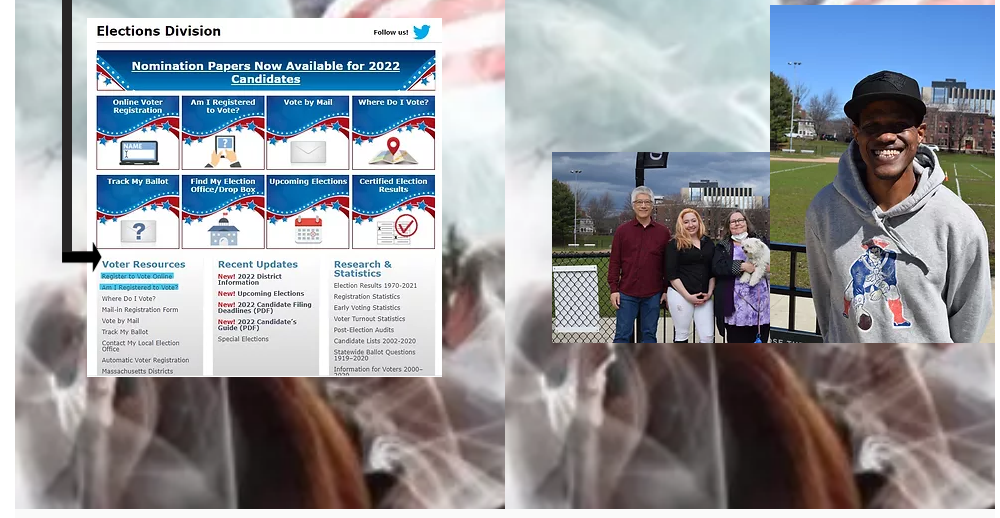 Elections Division
Follow us!
Nomination Papers Now Available for 2022
Candidates
Online Voter
Registration
Am I Registered
to Vote?
Vote by Mail
Where Do I Vote?
NAME
?
Track My Ballot
Find My Election
Office/Drop Box
Upcoming Elections
Certified Election
Results
?
Voter Resources
Register to Vote Online
Am I Registered to Vote?
Where Do I Vote?
Mail-in Registration Form
Vote by Mail
Track My Ballot
Contact My Local Election
Office
Automatic Voter Registration
Massachusetts Districts
Recent Updates
New! 2022 District
Information
New! Upcoming Elections
New! 2022 Candidate Filing
Deadlines (PDF)
New! 2022 Candidate's
Guide (PDF)
Special Elections
Research &
Statistics
Election Results 1970-2021
Registration Statistics
Early Voting Statistics
Voter Turnout Statistics
Post-Election Audits
Candidate Lists 2002-2020
Statewide Ballot Questions
1919–2020
Information for Voters 2000–
2020